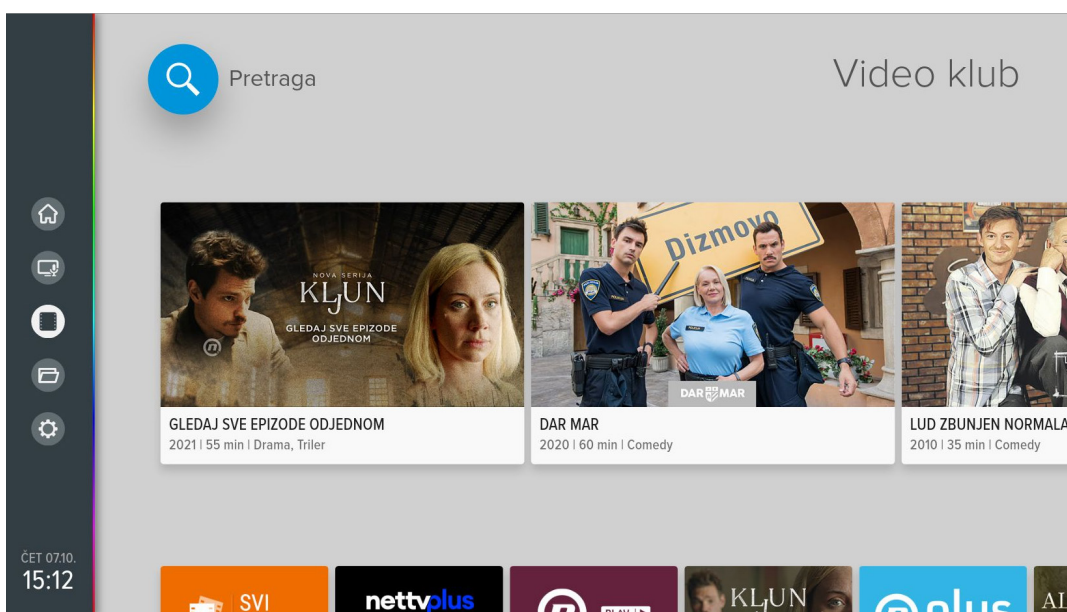 Pretraga
Video klub
NOVA SERIJA
KLJUN
GLEDAJ SVE EPIZODE
ODJEDNOM
Dizmovo
DAR MAR
GLEDAJ SVE EPIZODE ODJEDNOM
2021 | 55 min | Drama, Triler
DAR MAR
2020 | 60 min | Comedy
LUD ZBUNJEN NORMALA
2010 | 35 min | Comedy
ČET 07.10.
15:12
SVI
nettvplus
PLAY
KLJUN
plus